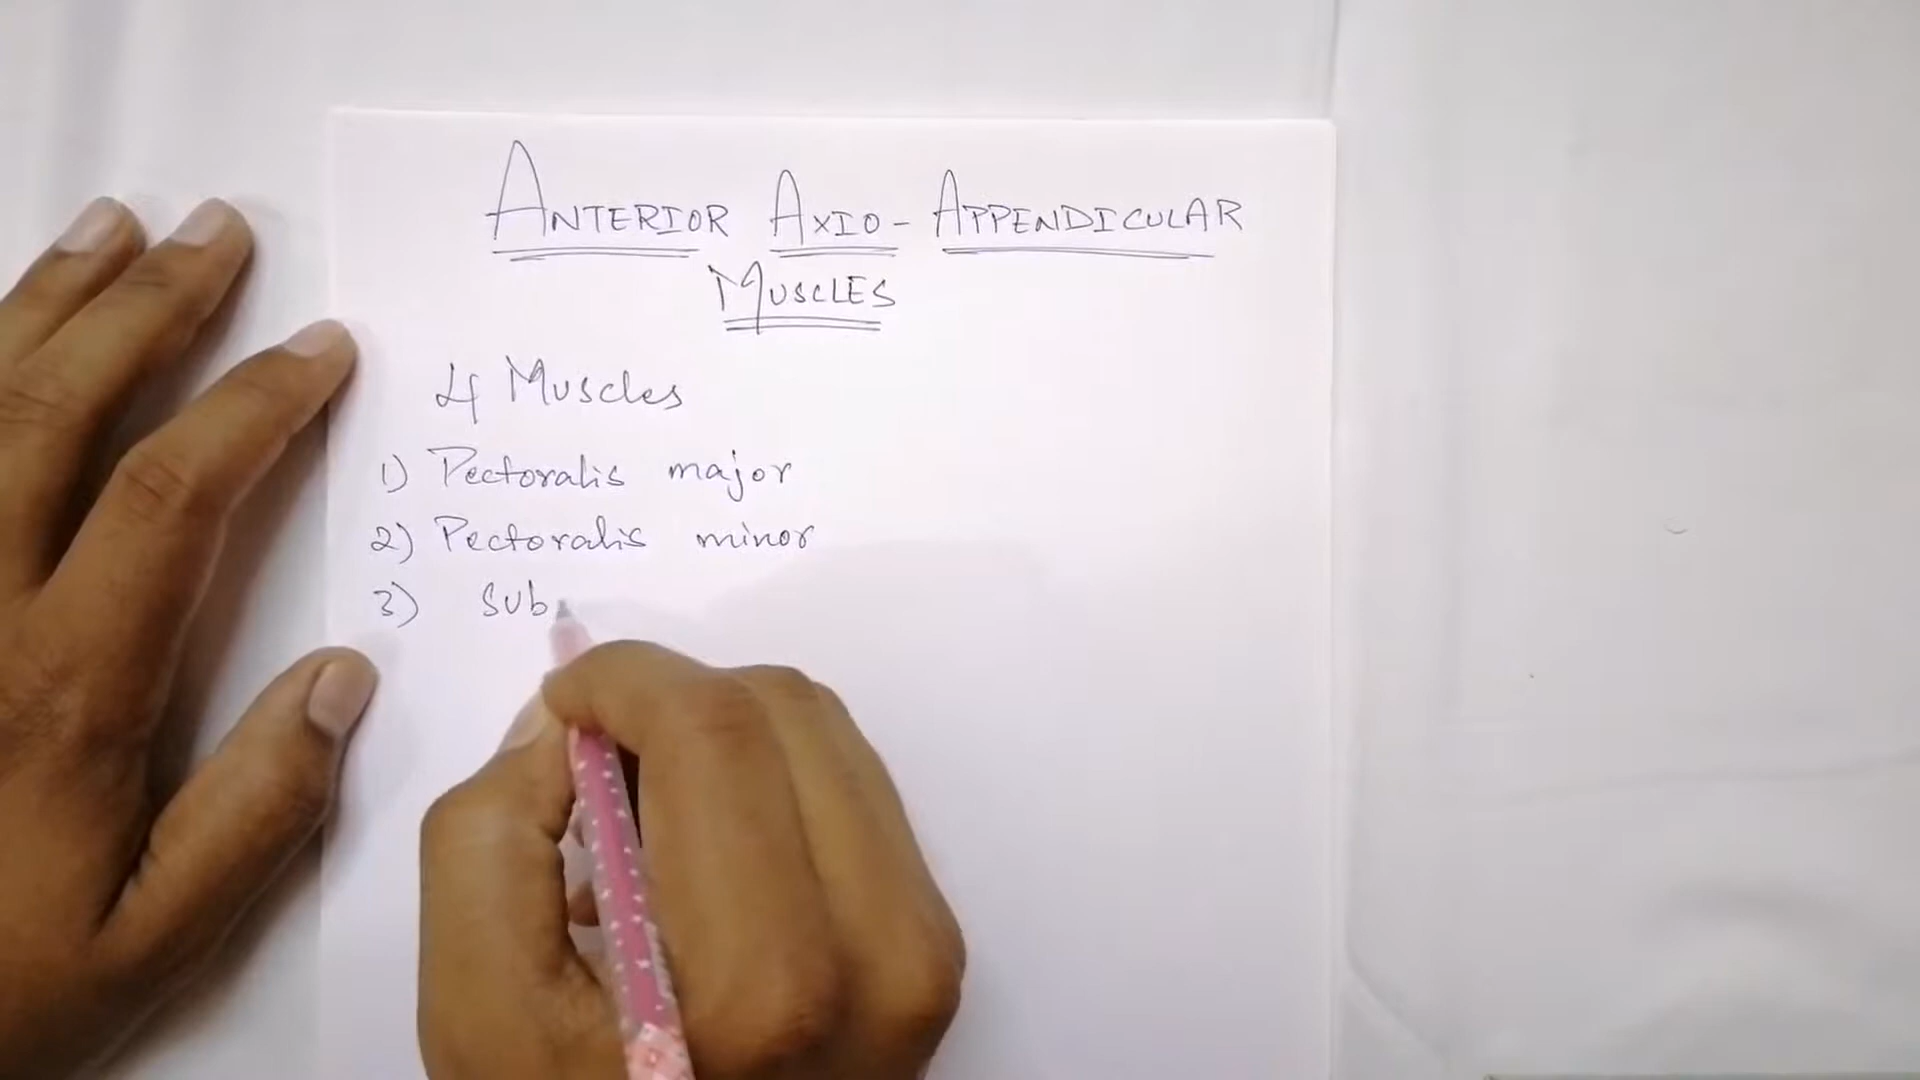 ANTERIOR AXIO-APPENDICULAR
MUSCLES
4 Muscles
1) Pectoralis major
2) Pectoralis minor
3) Sub